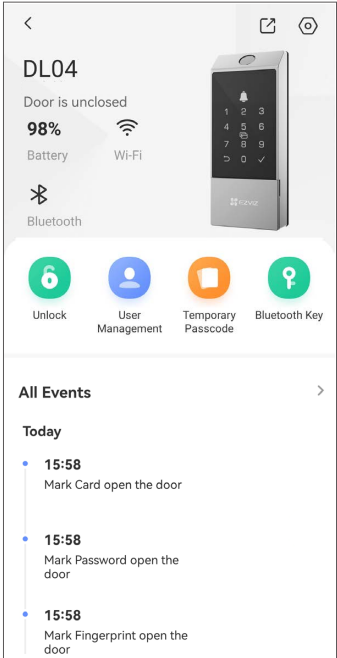 DL04
Door is unclosed
98%
Battery
Wi-Fi
Bluetooth
1 2 3
4 5 6
7 8 9
0
EZVIZ
Unlock
User
Management
Temporary
Passcode
Bluetooth Key
All Events
Today
15:58
Mark Card open the door
15:58
Mark Password open the
door
15:58
Mark Fingerprint open the
door